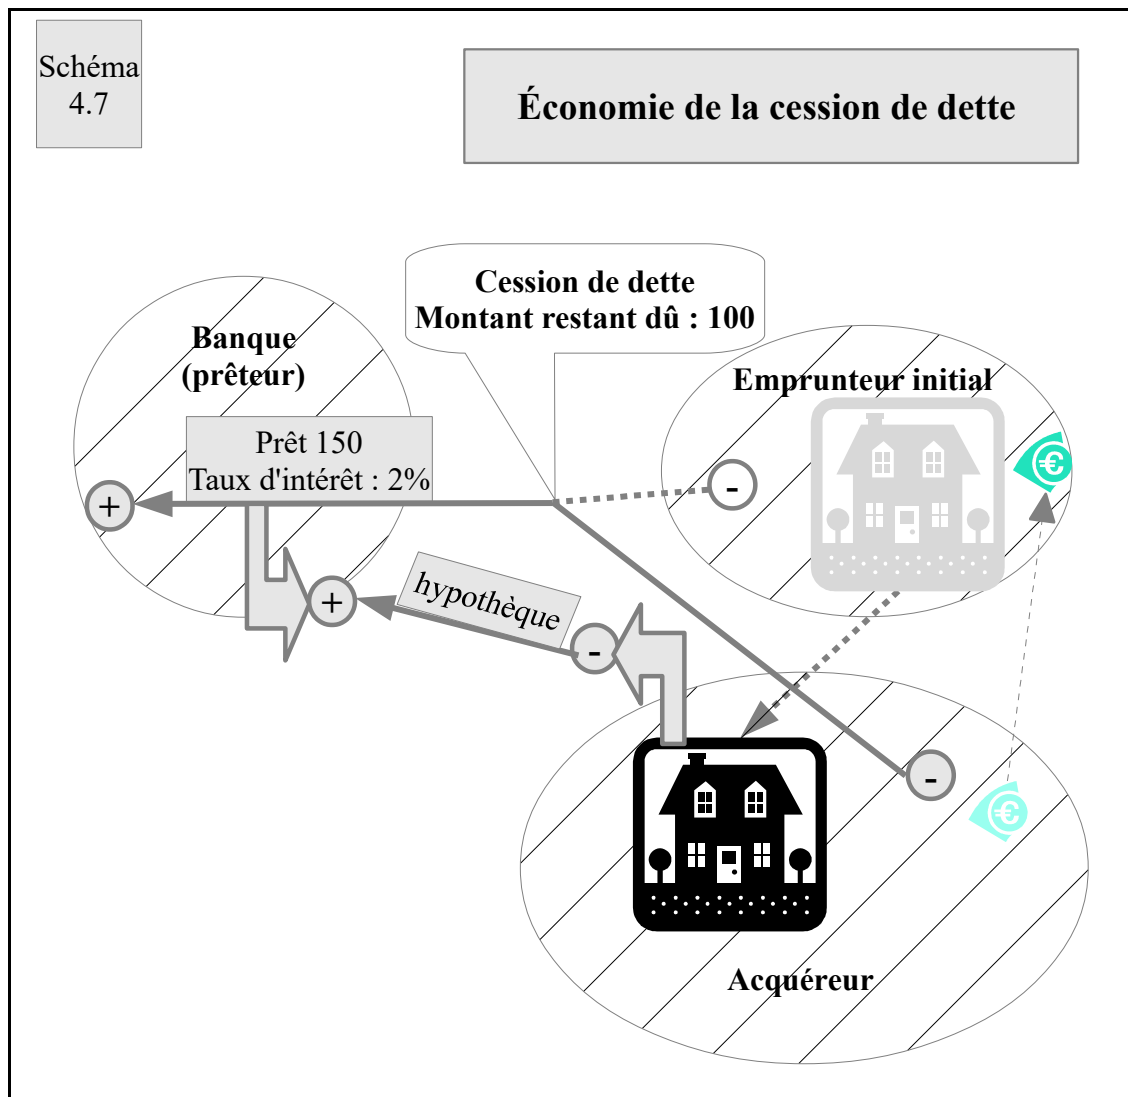 Schéma
4.7
Économie de la cession de dette
Cession de dette
Montant restant dû : 100
Banque
(prêteur)
Emprunteur initial
Prêt 150
Taux d'intérêt : 2%
€
-
+
hypothèque
+
-
-
€
Acquéreur